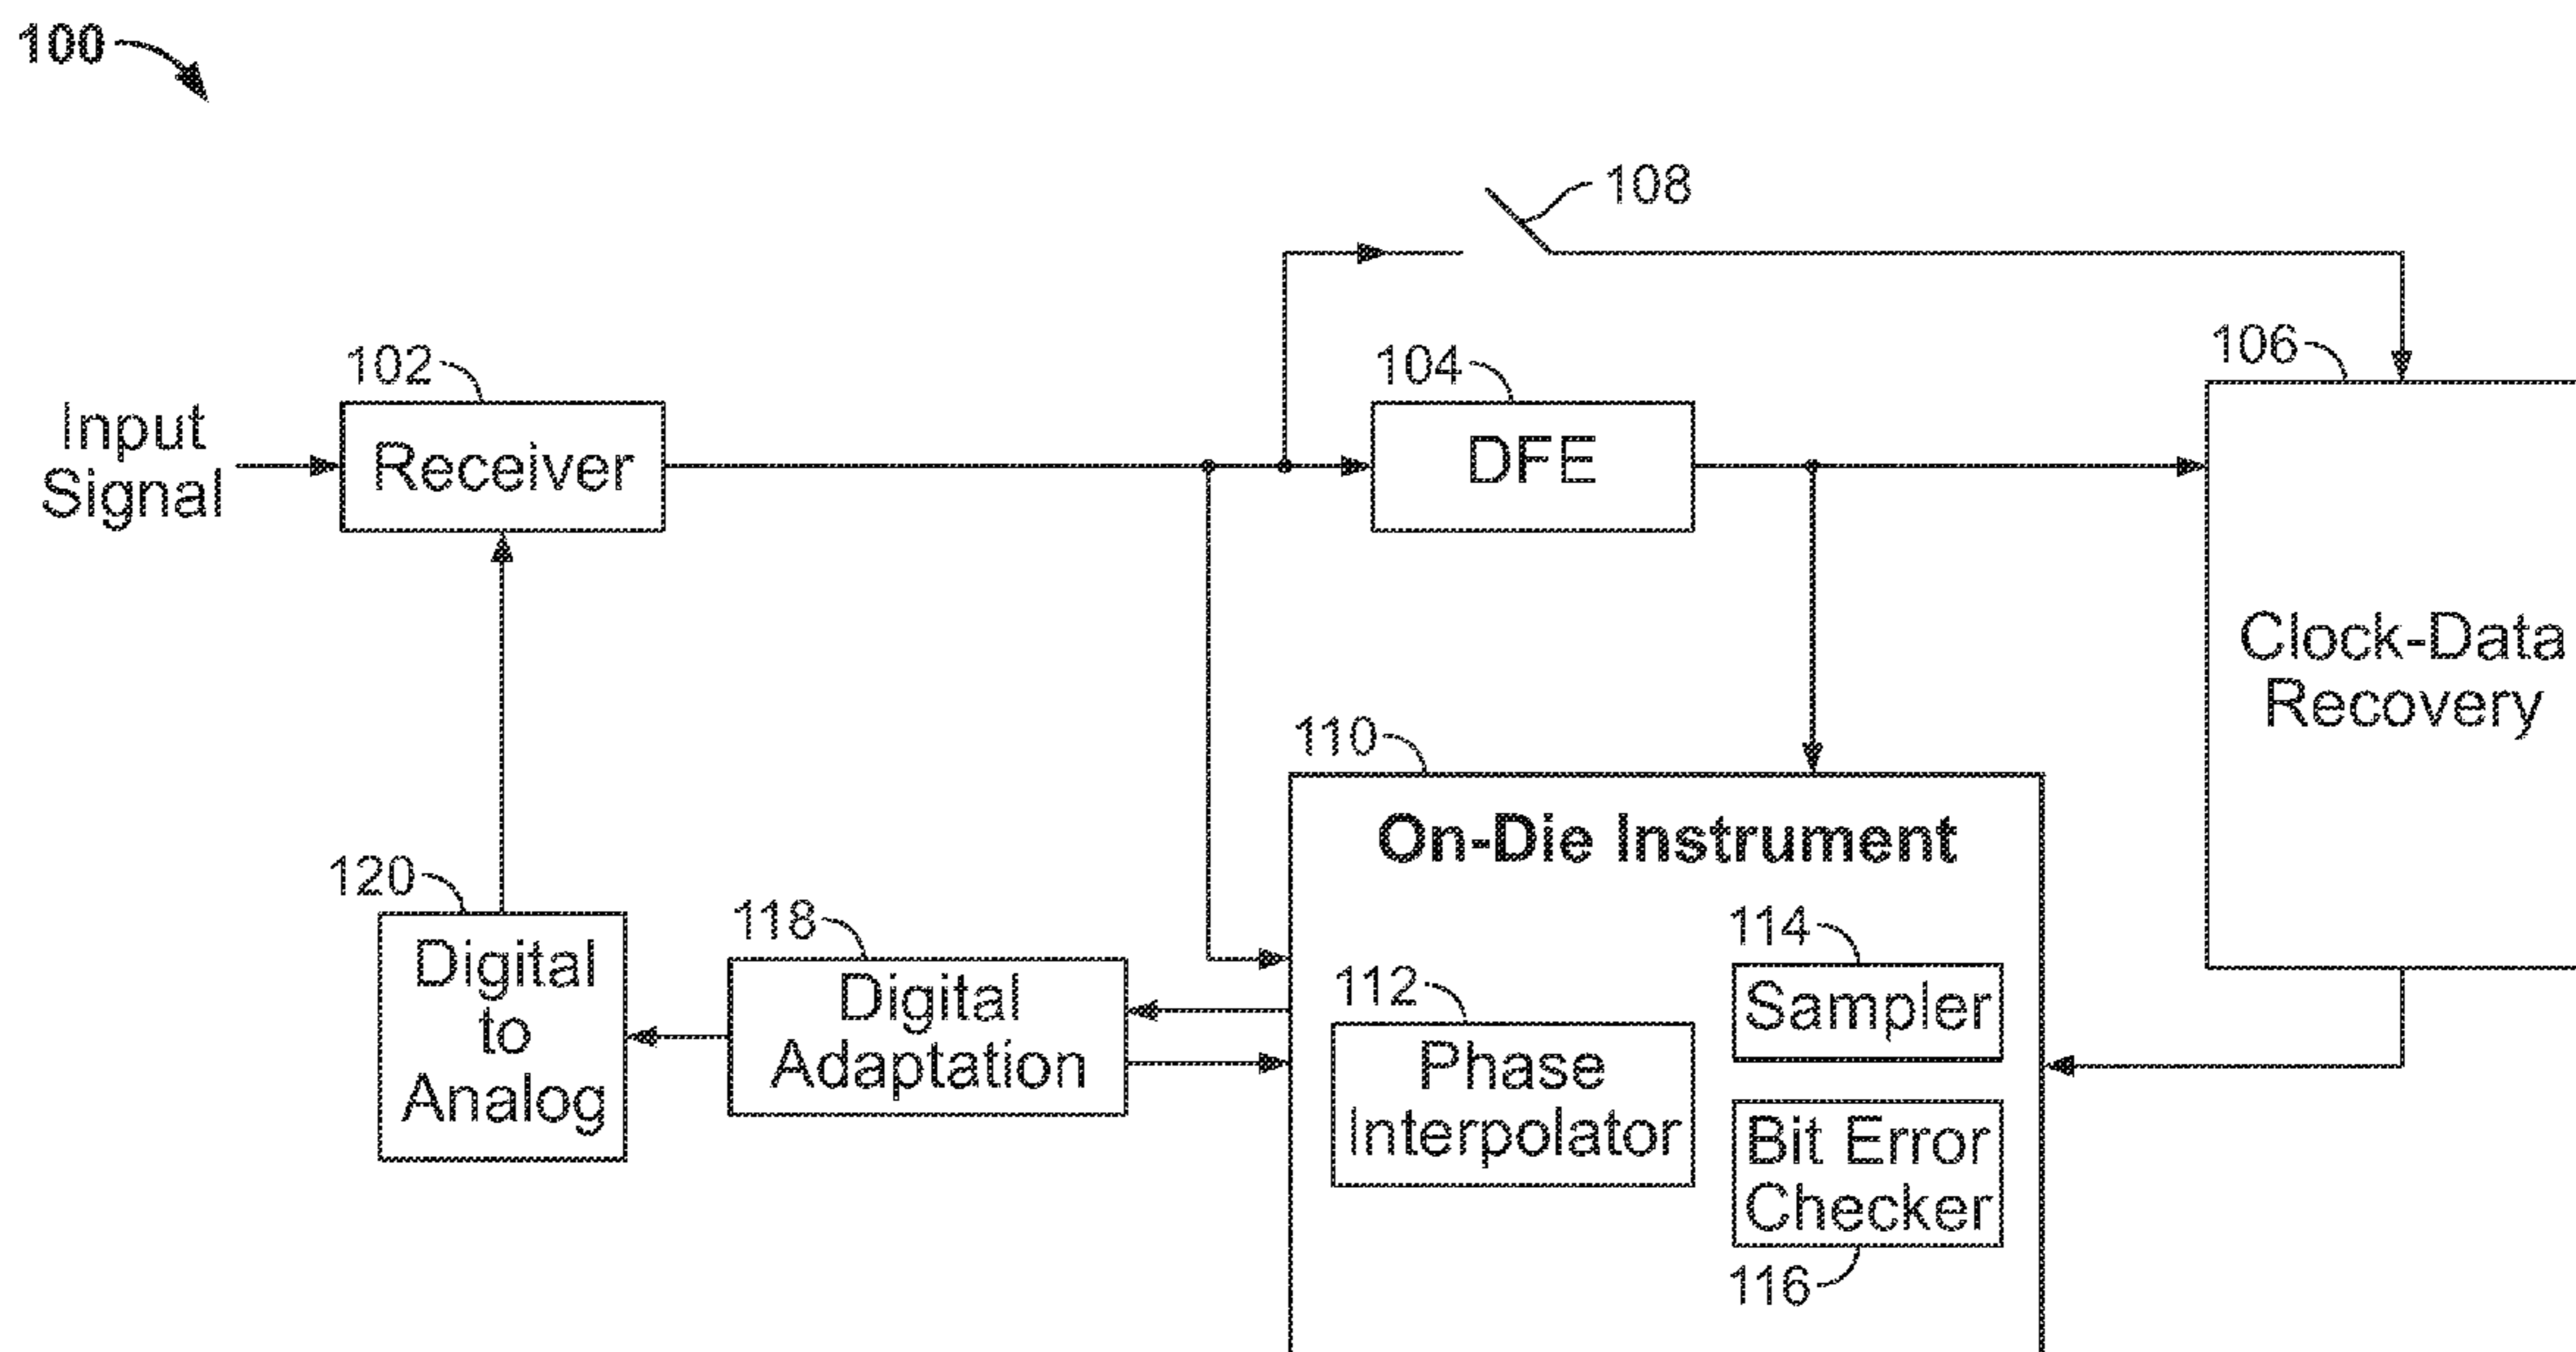 100
108
102
104
106
Input
Signal
Receiver
DFE
Clock-Data
Recovery
110
On-Die Instrument
120
118
114
112
Digital
to
Analog
Digital
Adaptation
Sampler
Phase
Interpolator
Bit Error
Checker
116